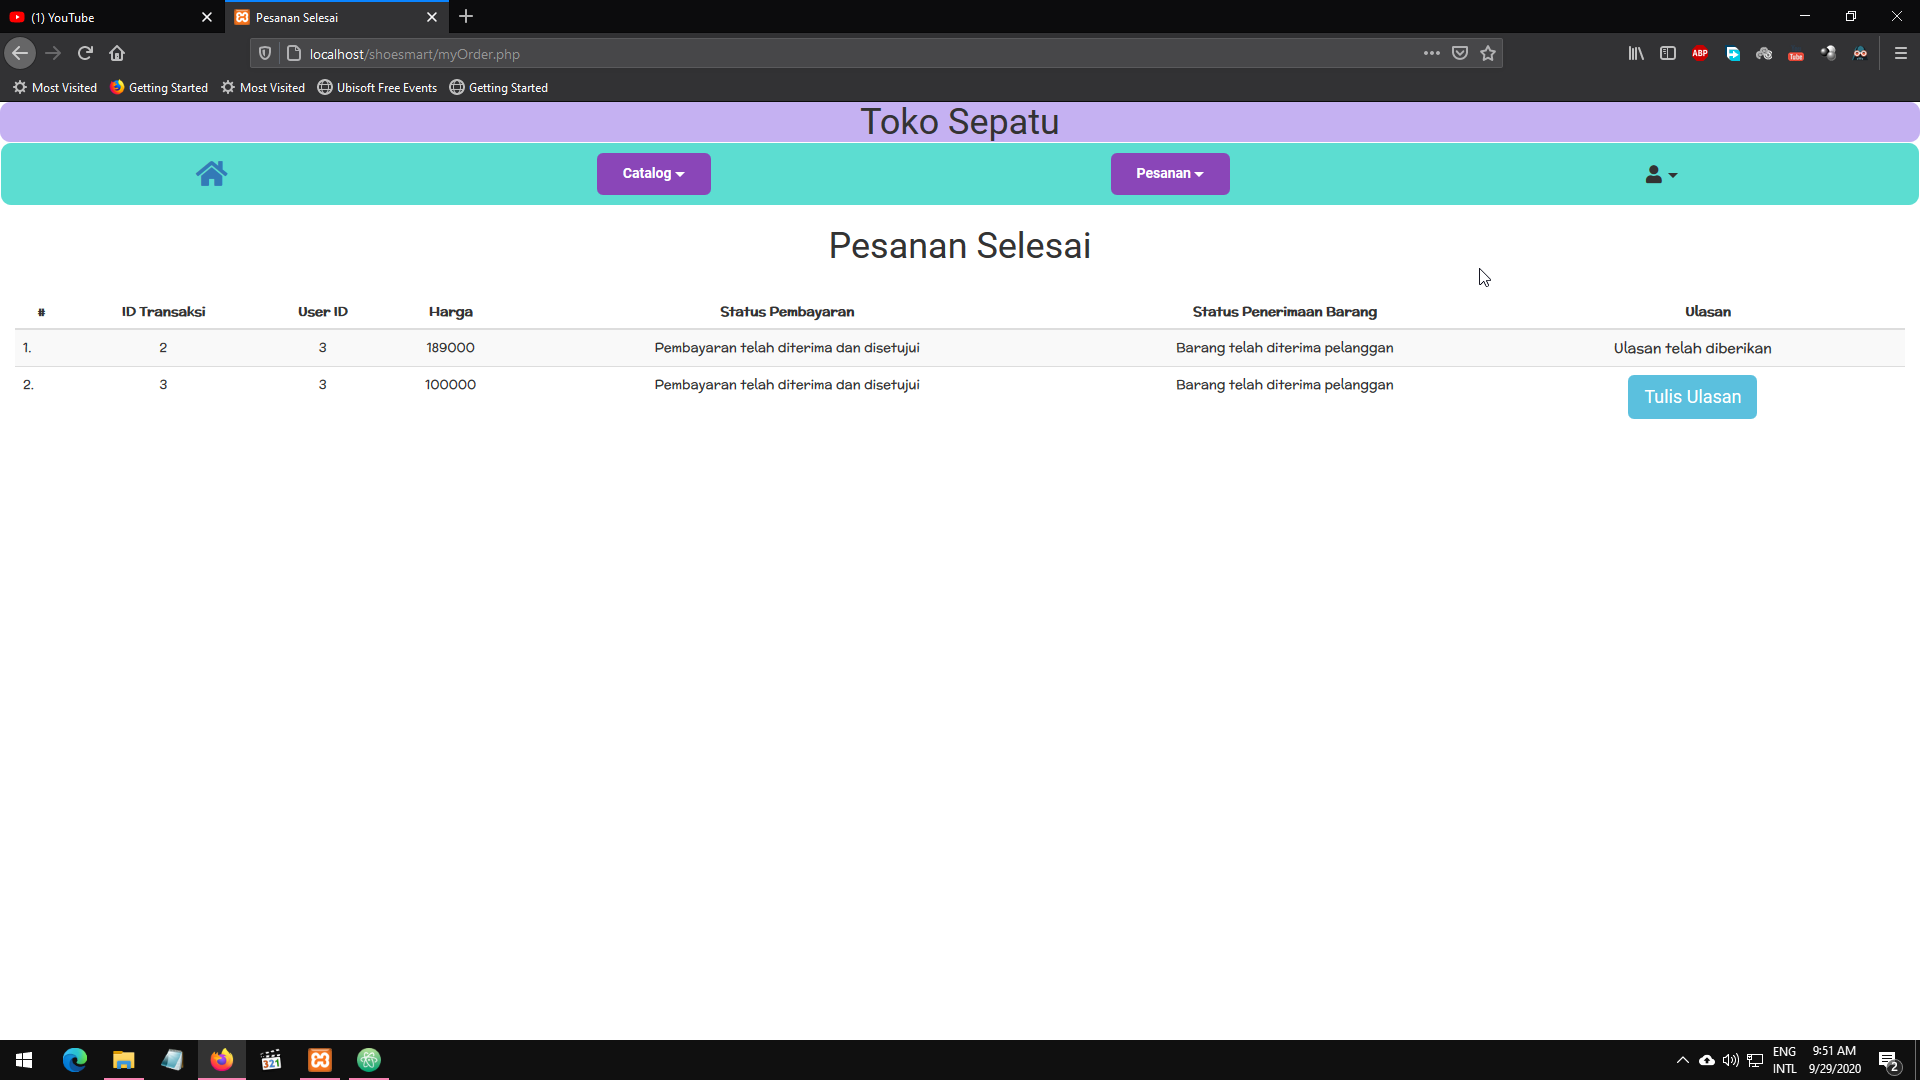 (1) YouTube
Pesanan Selesai
localhost/shoesmart/myOrder.php
ABP
Tube
Most Visited
Getting Started
Most Visited
Ubisoft Free Events
Getting Started
Toko Sepatu
Catalog
Pesanan
Pesanan Selesai
# ID Transaksi User ID Harga Status Pembayaran Status Penerimaan Barang Ulasan
1. 2 3 189000 Pembayaran telah diterima dan disetujui Barang telah diterima pelanggan Ulasan telah diberikan
2. 3 3 100000 Pembayaran telah diterima dan disetujui Barang telah diterima pelanggan Tulis Ulasan
321
ENG
INTL
9:51 AM
9/29/2020
2